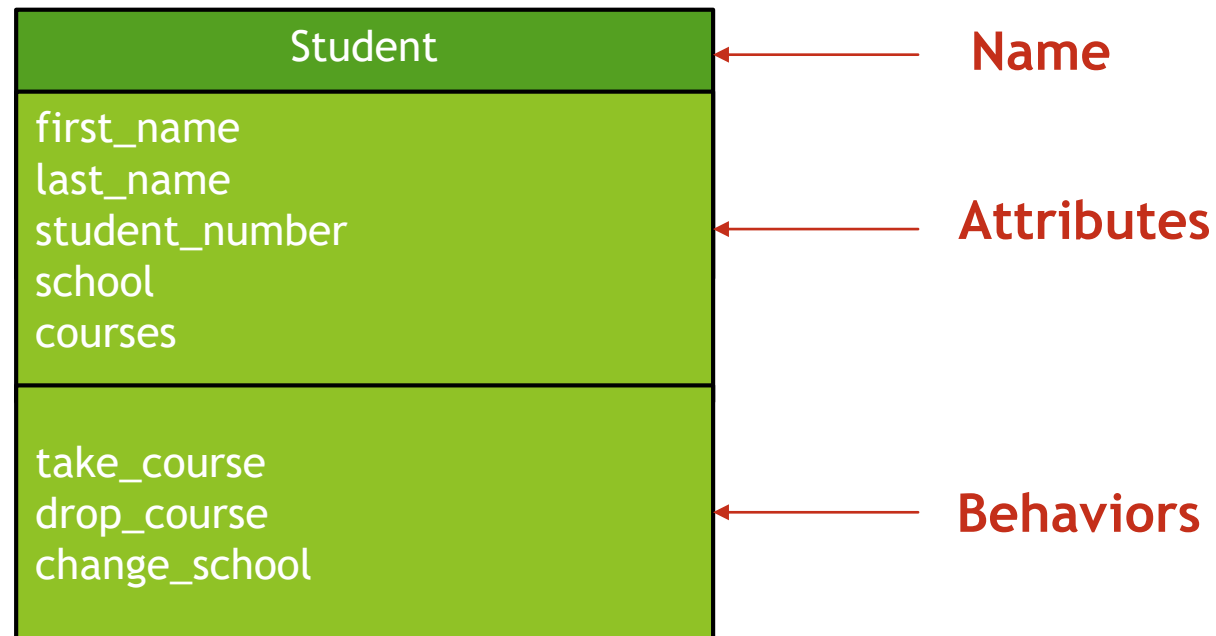 Student
Name
first_name
last_name
student_number
school
courses
Attributes
take_course
drop_course
change_school
Behaviors